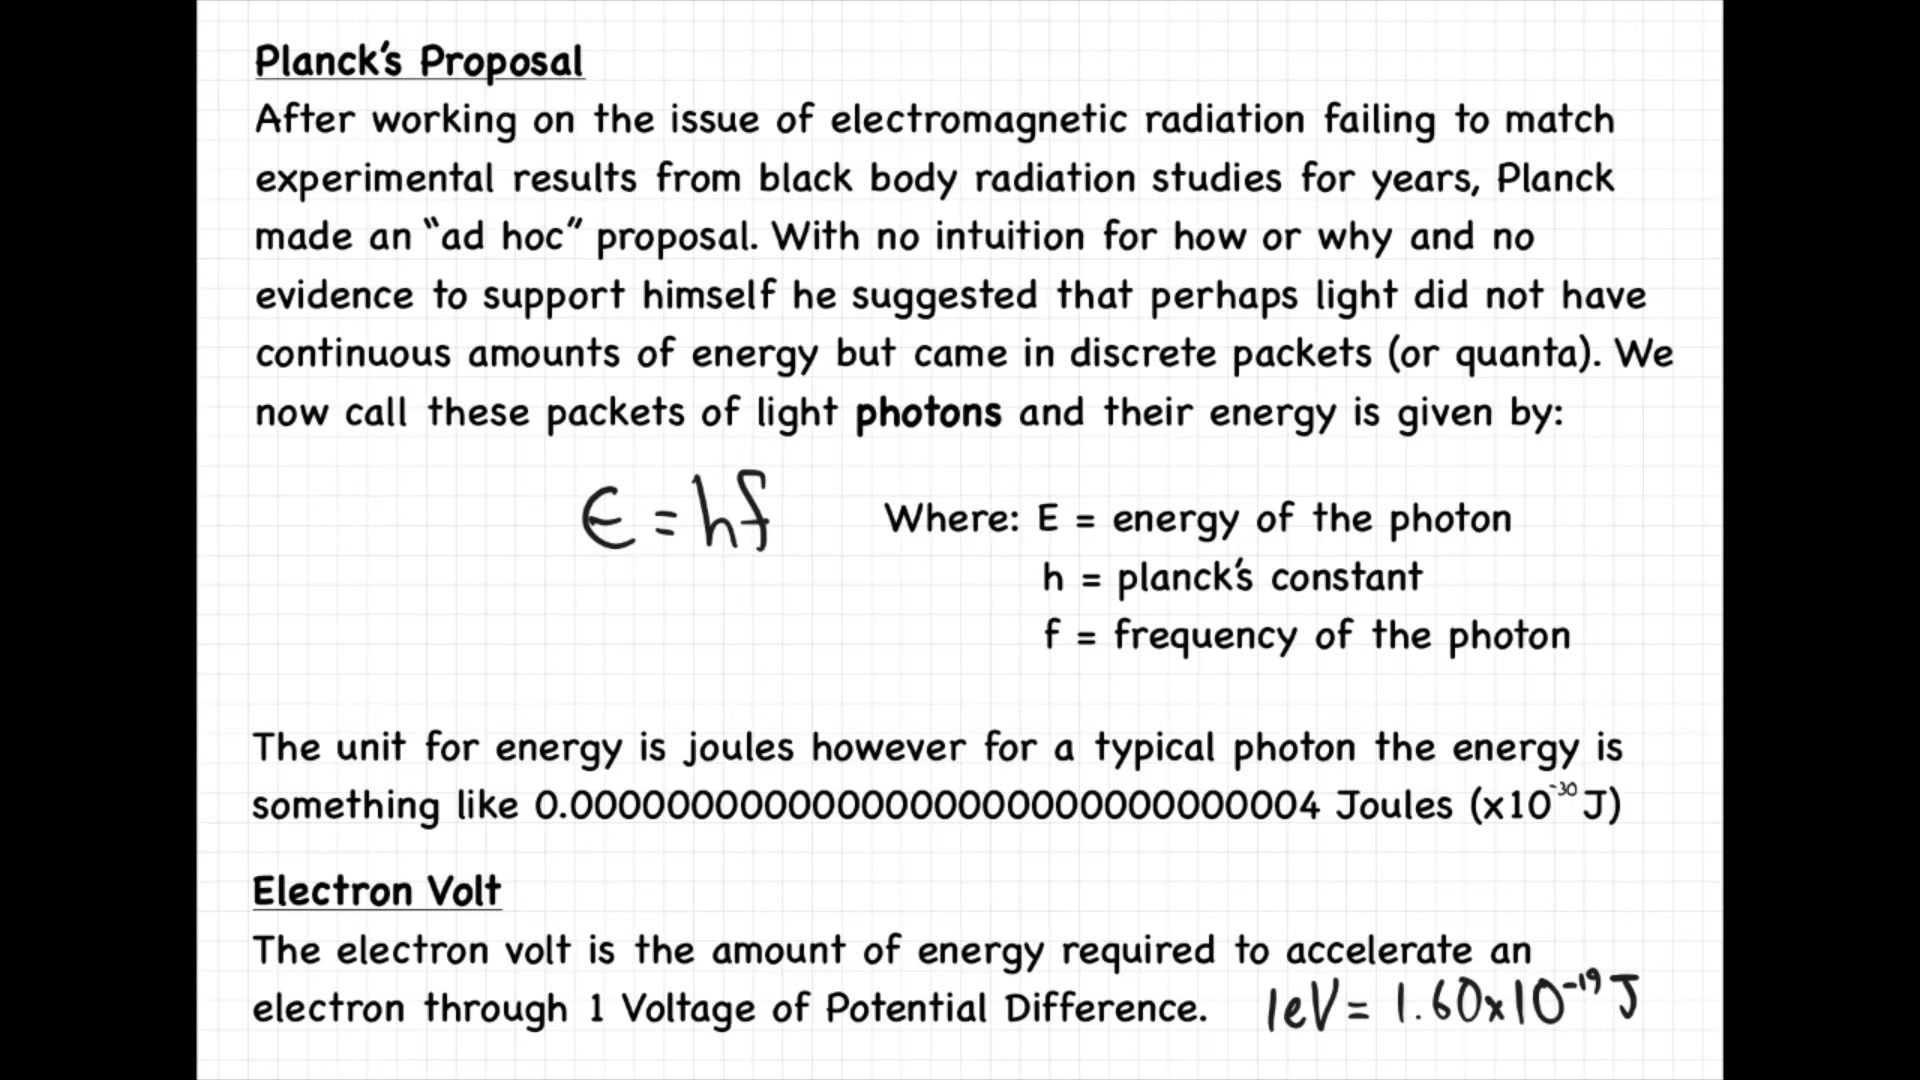 Planck's Proposal
After working on the issue of electromagnetic radiation failing to match
experimental results from black body radiation studies for years, Planck
made an “ad hoc” proposal. With no intuition for how or why and no
evidence to support himself he suggested that perhaps light did not have
continuous amounts of energy but came in discrete packets (or quanta). We
now call these packets of light photons and their energy is given by:
E = hf
Where: E = energy of the photon
h = planck's constant
f = frequency of the photon
The unit for energy is joules however for a typical photon the energy is
something like 0.000000000000000000000000000000004 Joules (x10⁻³⁰ J)
Electron Volt
The electron volt is the amount of energy required to accelerate an
electron through 1 Voltage of Potential Difference. 1eV = 1.60x10⁻¹⁹ J